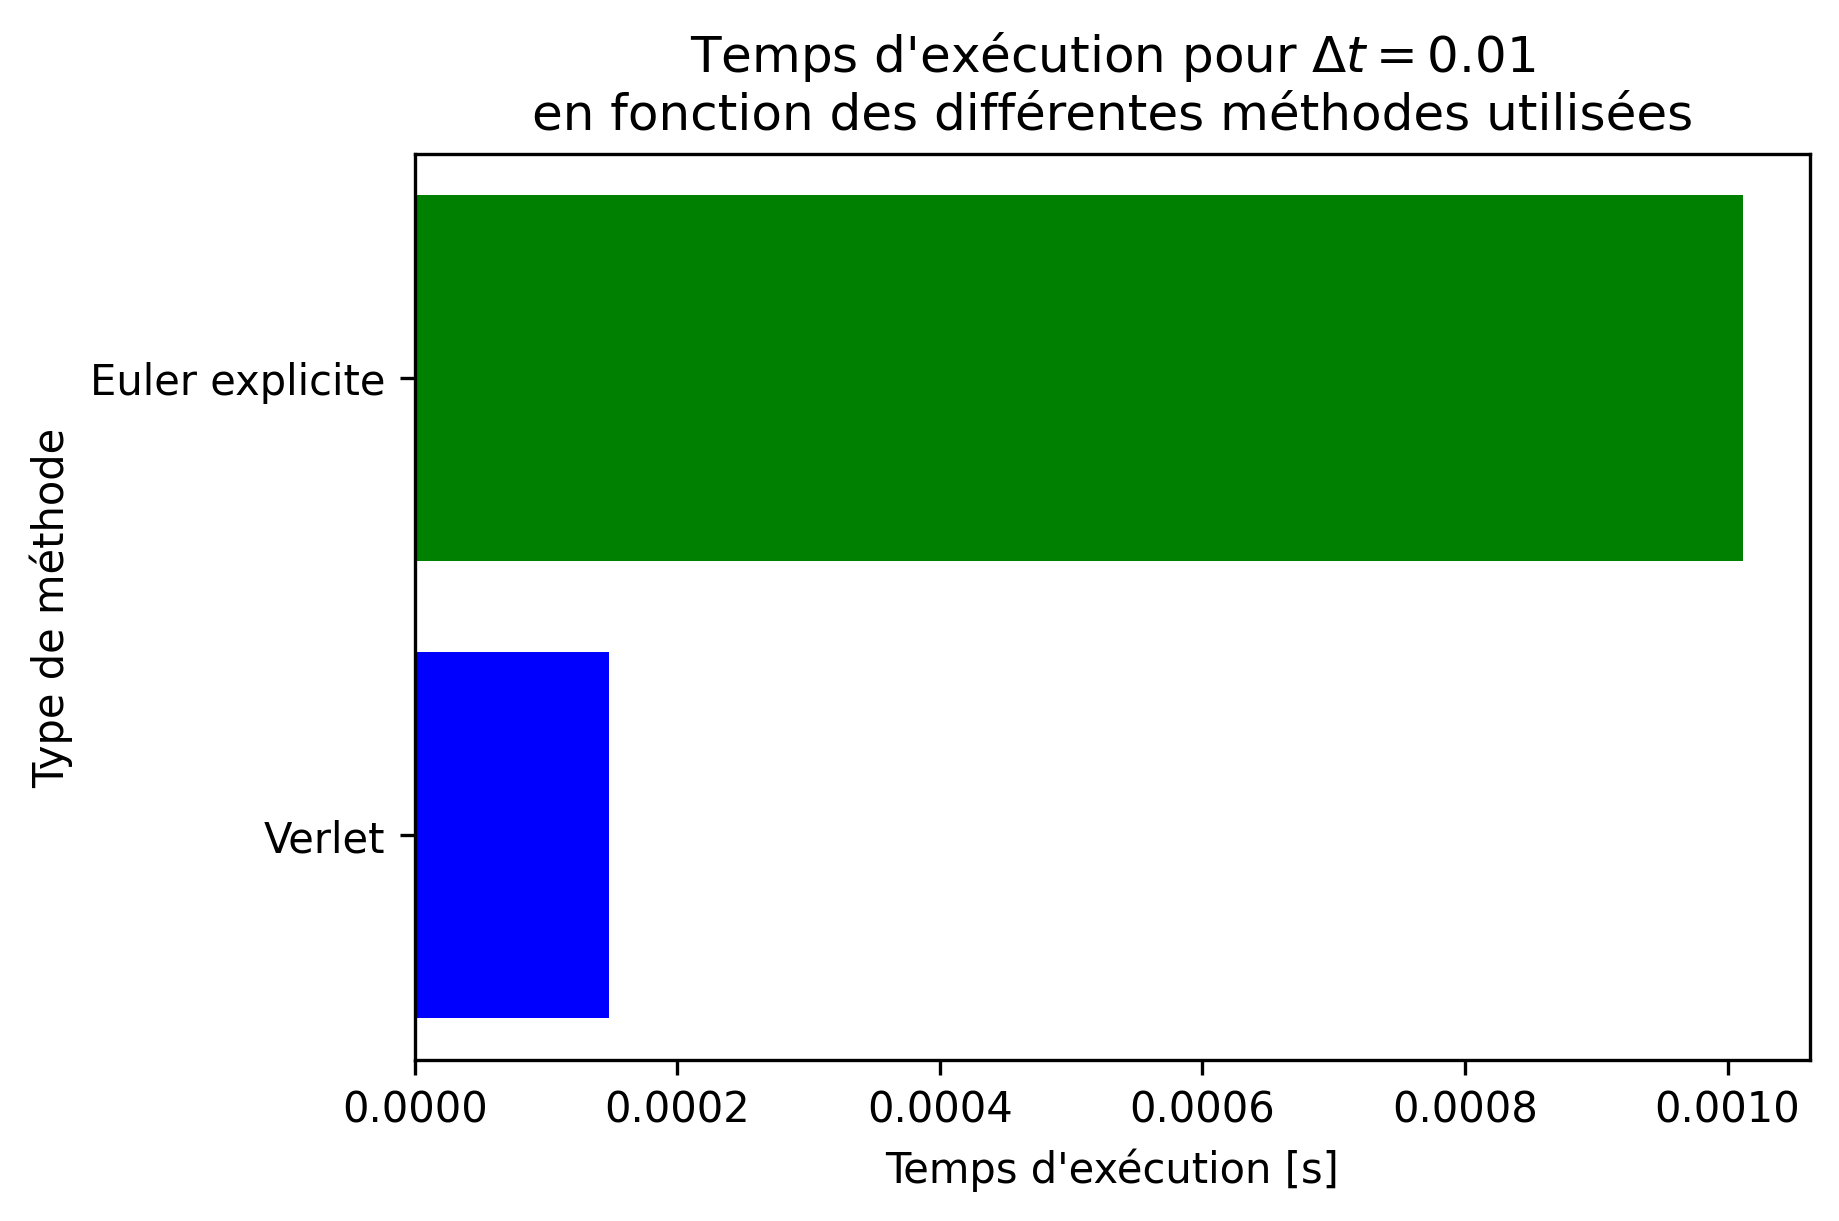 Temps d'exécution pour Δt = 0.01
en fonction des différentes méthodes utilisées
Type de méthode
Euler explicite
Verlet
0.0000 0.0002 0.0004 0.0006 0.0008 0.0010
Temps d'exécution [s]